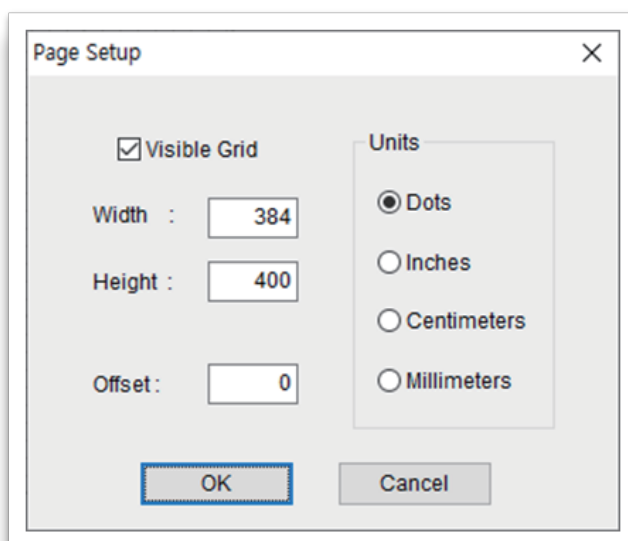 Page Setup
Visible Grid
Width :
384
Height :
400
Offset :
0
Units
Dots
Inches
Centimeters
Millimeters
OK
Cancel